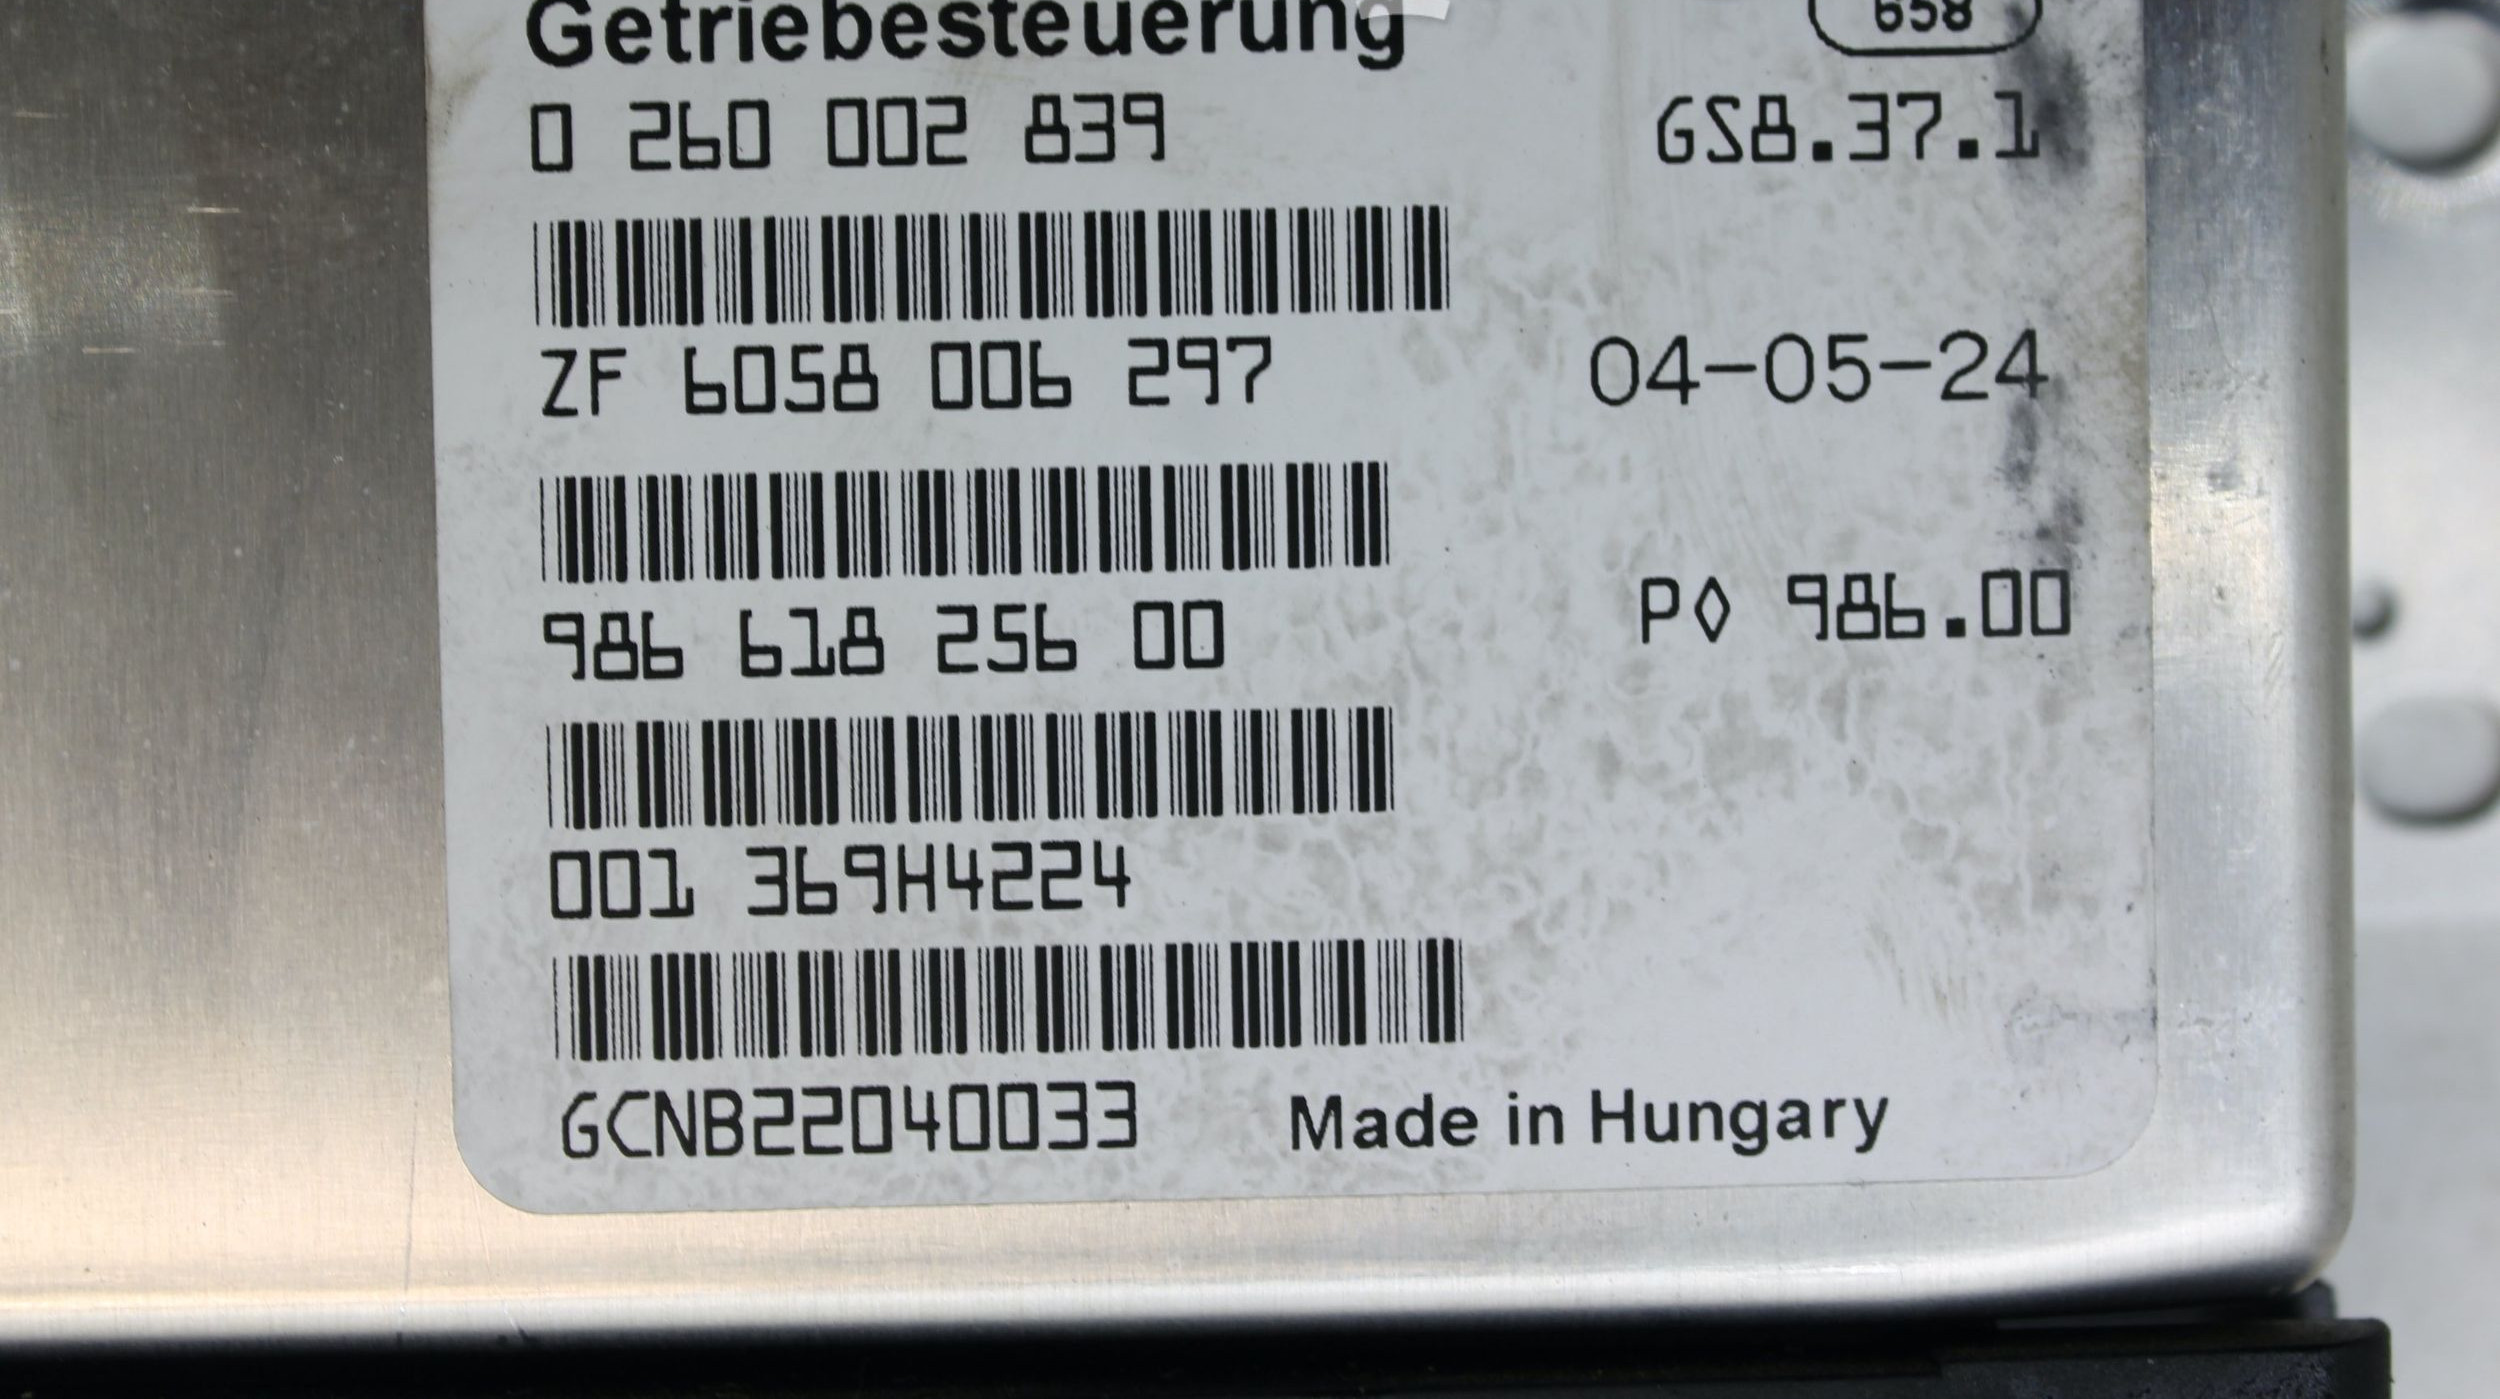 Getriebesteuerung 658
0 260 002 839 GS8.37.1
ZF 6058 006 297 04-05-24
986 618 256 00 P◊ 986.00
001 369H4224
GCNB22040033 Made in Hungary